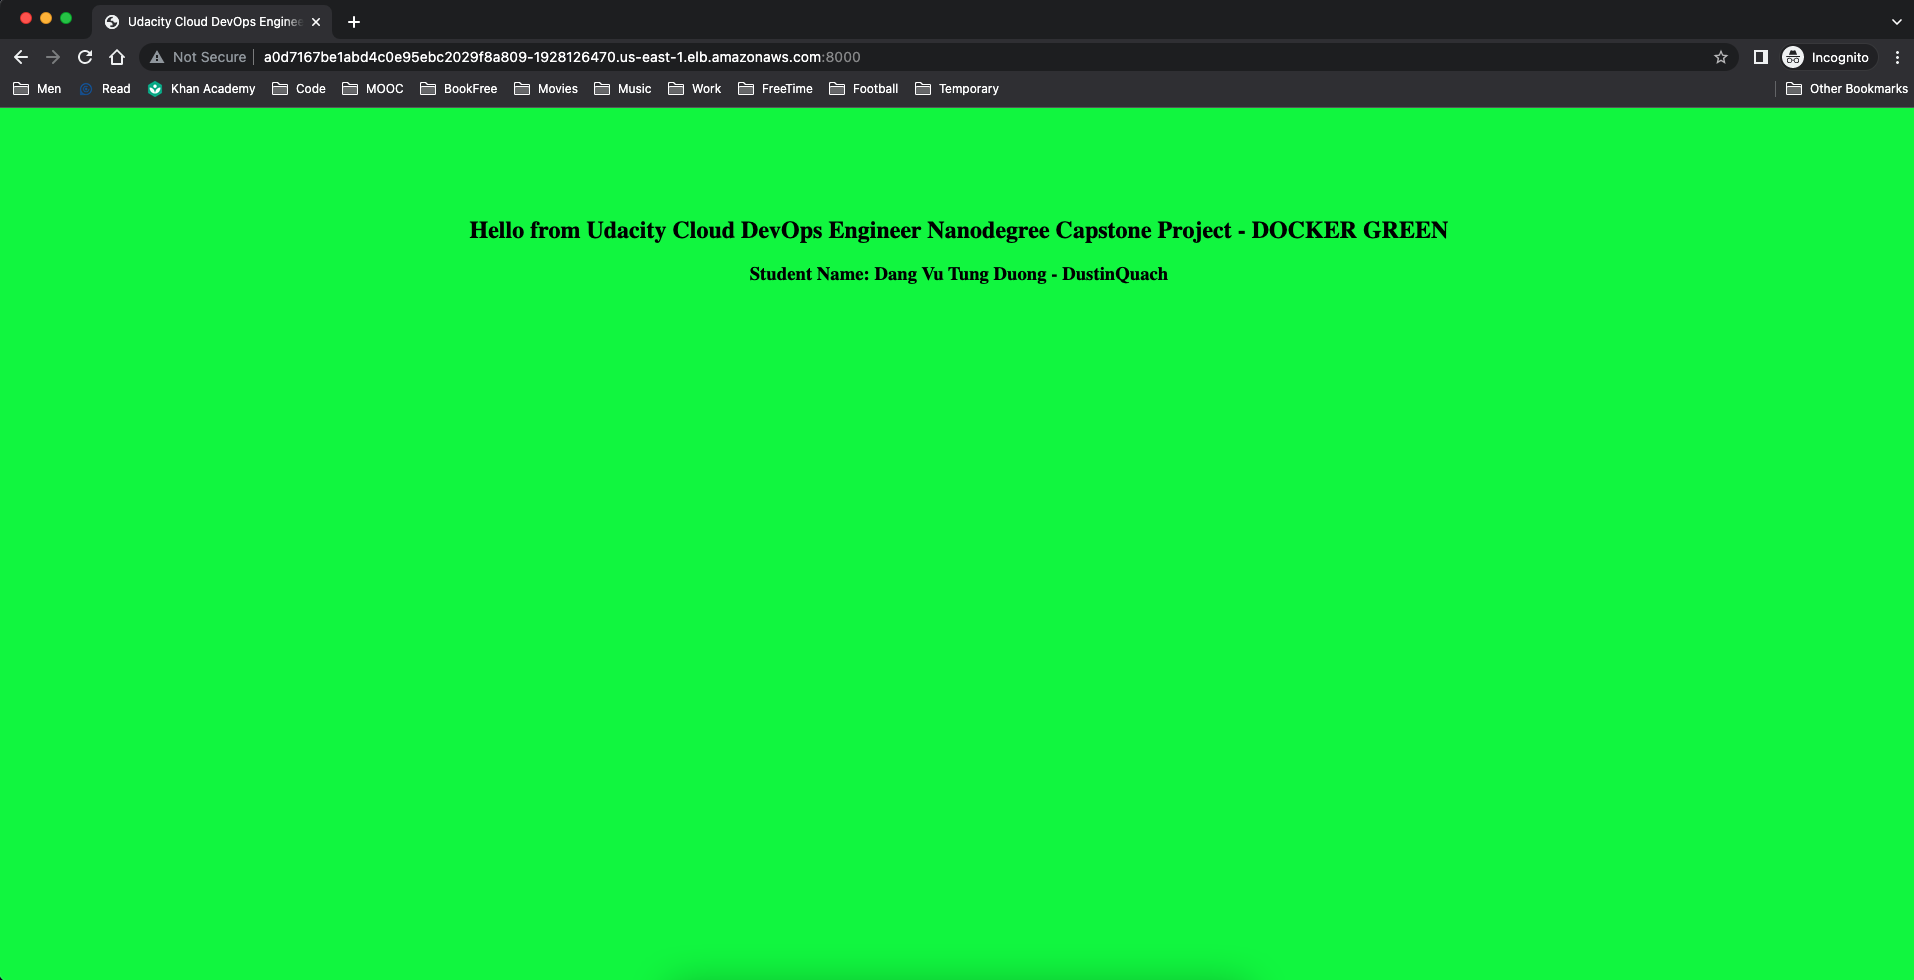 Udacity Cloud DevOps Enginee
Not Secure a0d7167be1abd4c0e95ebc2029f8a809-1928126470.us-east-1.elb.amazonaws.com:8000 Incognito
Men Read Khan Academy Code MOOC BookFree Movies Music Work FreeTime Football Temporary Other Bookmarks
Hello from Udacity Cloud DevOps Engineer Nanodegree Capstone Project - DOCKER GREEN
Student Name: Dang Vu Tung Duong - DustinQuach